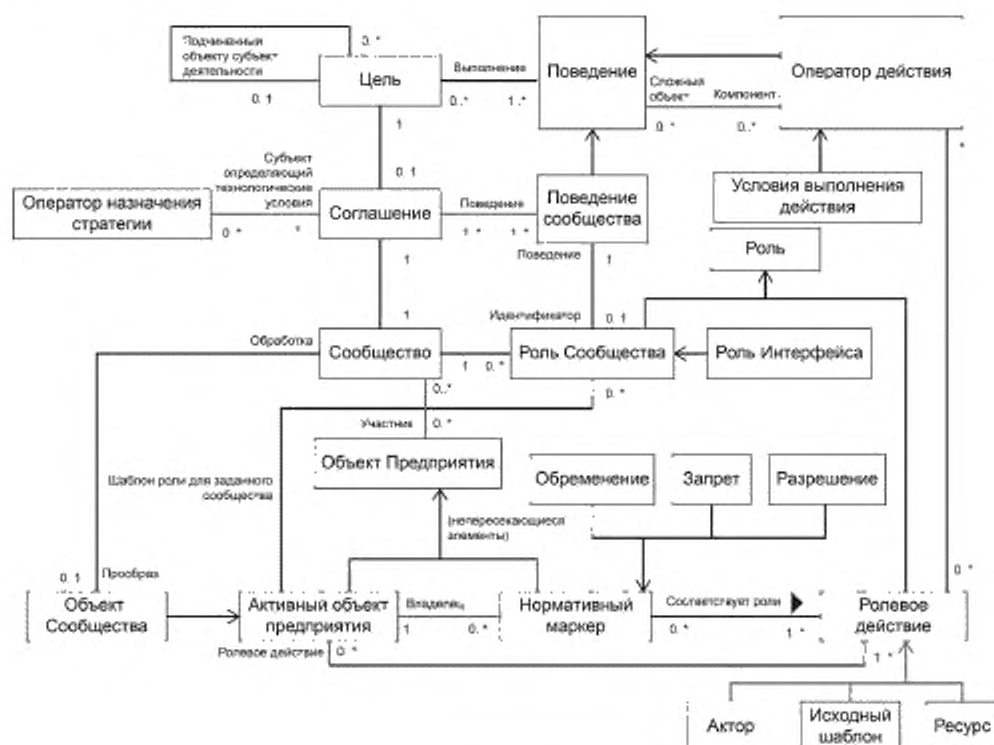 Подчиненный
объекту субъект
деятельности
0..*
0..1
Цель
Выполнение
0..*
1..*
Поведение
Сложный
объект
Компонент
0..*
0..*
Оператор действия
*
1
0..1
Субъект
определяющий
технологические
условия
Оператор назначения
стратегии
0..*
*
Соглашение
Поведение
1..*
1..*
Поведение
сообщества
Условия выполнения
действия
Роль
1
1
Поведение
1
Идентификатор
0..1
Обработка
Сообщество
1
0..*
Роль Сообщества
Роль Интерфейса
0..*
0..*
Участник
0..*
Объект Предприятия
Обременение
Запрет
Разрешение
Шаблон роли для заданного
сообщества
(непересекающиеся
элементы)
0..1
Прообраз
Объект
Сообщества
Активный объект
предприятия
Владелец
1
0..*
Нормативный
маркер
Соответствует роли
0..*
1..*
Ролевое
действие
0..*
Ролевое действие
0..*
1..*
Актор
Исходный
шаблон
Ресурс